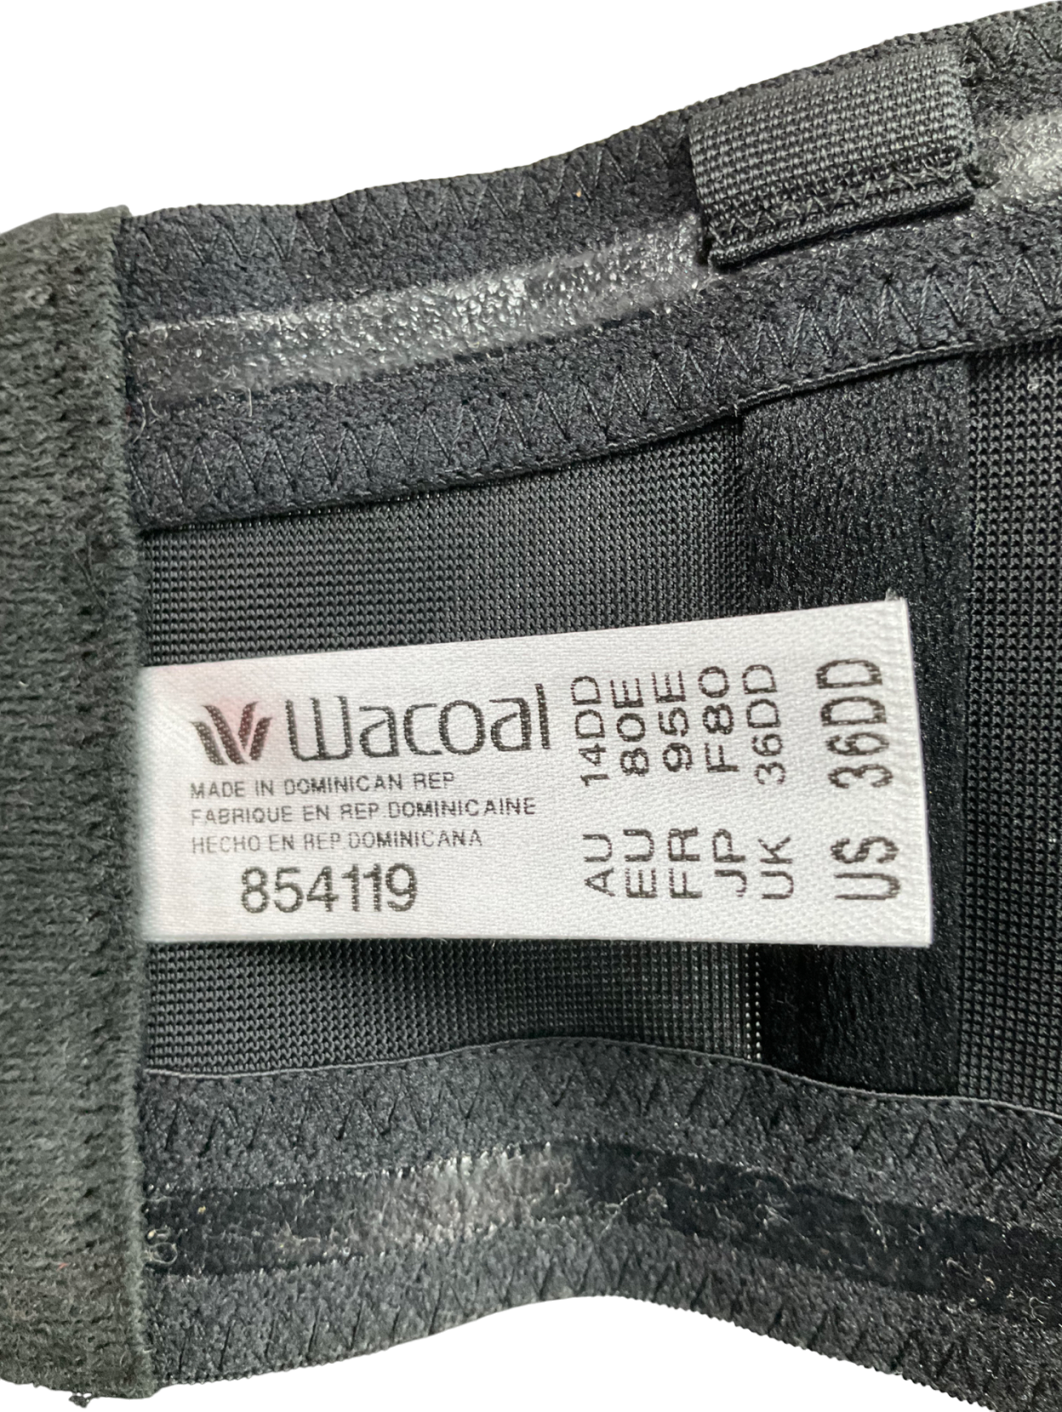 Wacoal
MADE IN DOMINICAN REP
FABRIQUE EN REP.DOMINICAINE
HECHO EN REP.DOMINICANA
854119
AU 14DD
EU 80E
FR 95E
JP F80
UK 36DD
US 36DD